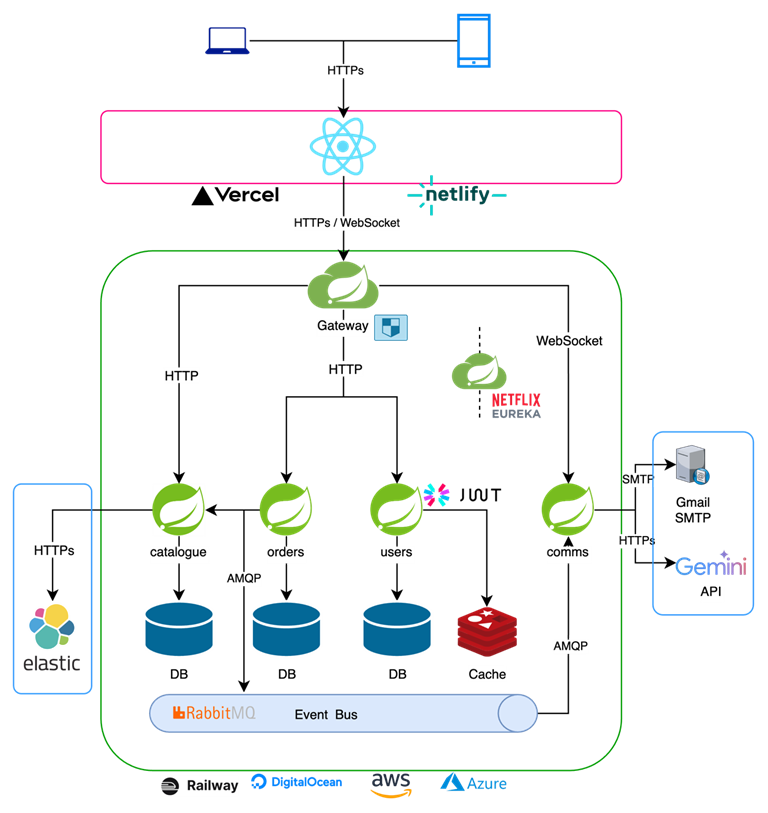 HTTPs
Vercel
netlify
HTTPs / WebSocket
Gateway
WebSocket
HTTP
HTTP
NETFLIX
EUREKA
JWT
SMTP
Gmail
SMTP
catalogue
orders
users
comms
HTTPs
HTTPs
Gemini
API
AMQP
elastic
AMQP
DB
DB
DB
Cache
RabbitMQ
Event Bus
Railway
DigitalOcean
aws
Azure